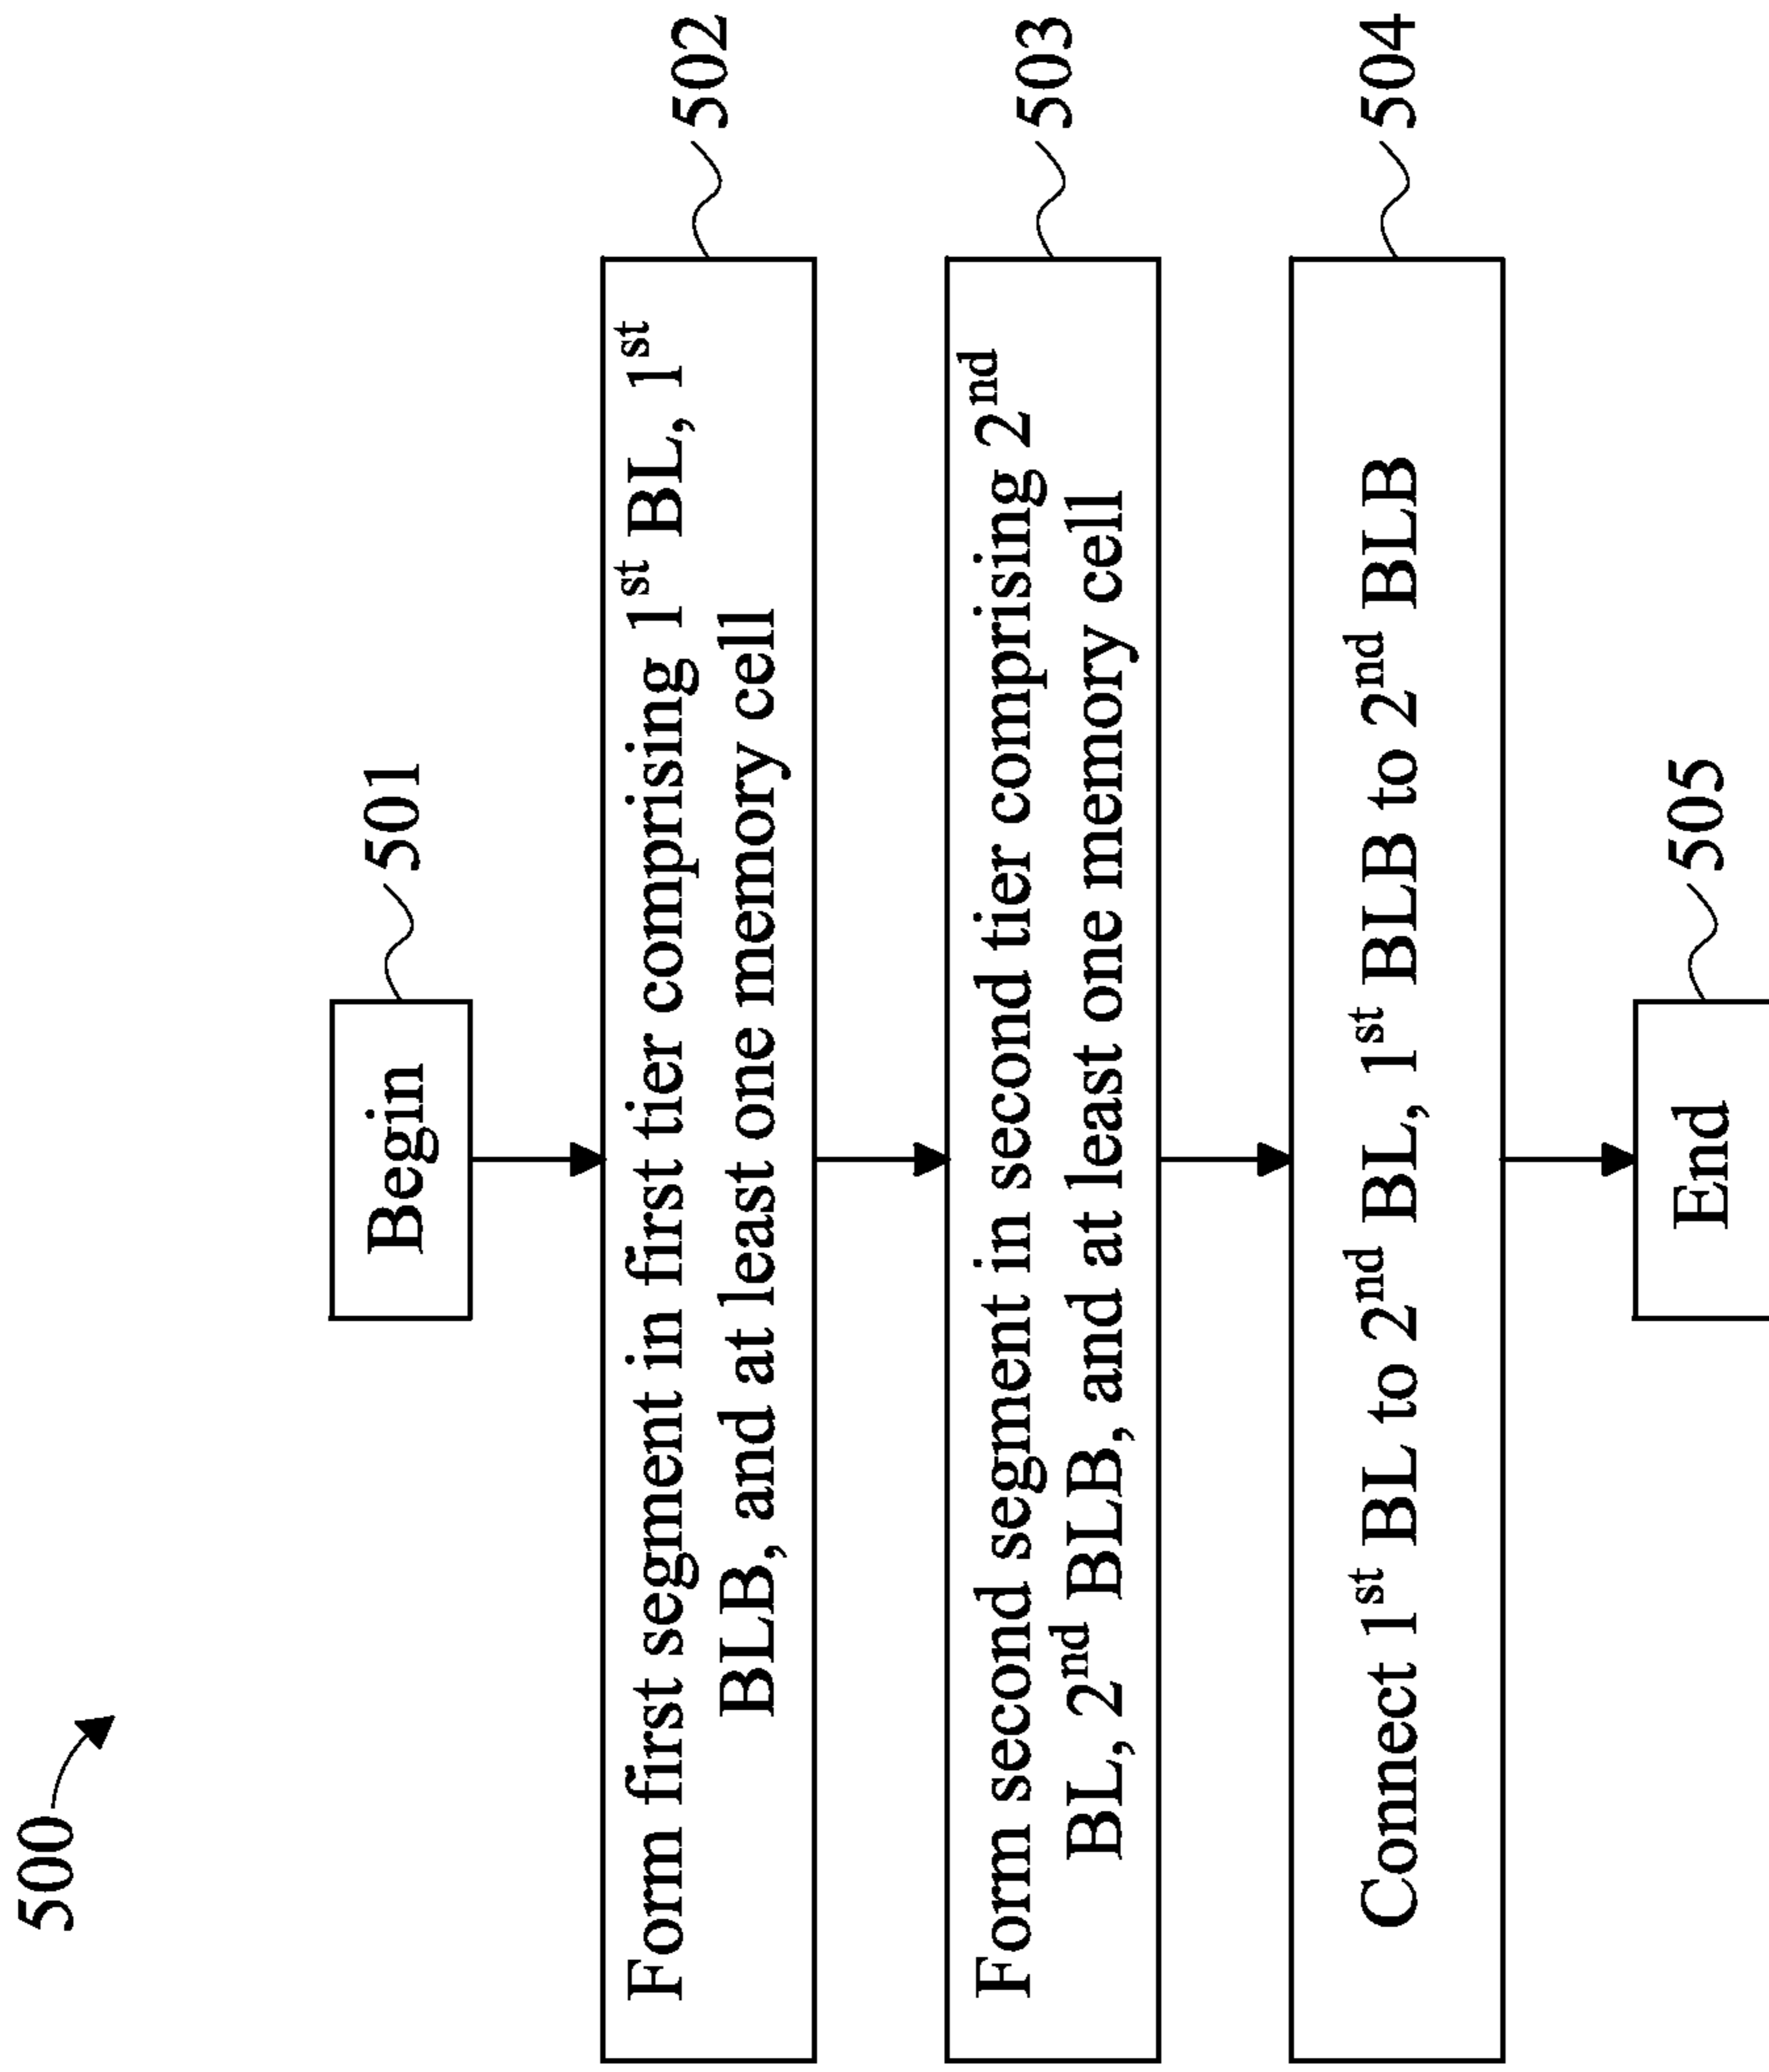 500
Begin
501
Form first segment in first tier comprising 1st BL, 1st
BLB, and at least one memory cell
502
Form second segment in second tier comprising 2nd
BL, 2nd BLB, and at least one memory cell
503
Connect 1st BL to 2nd BL, 1st BLB to 2nd BLB
504
End
505